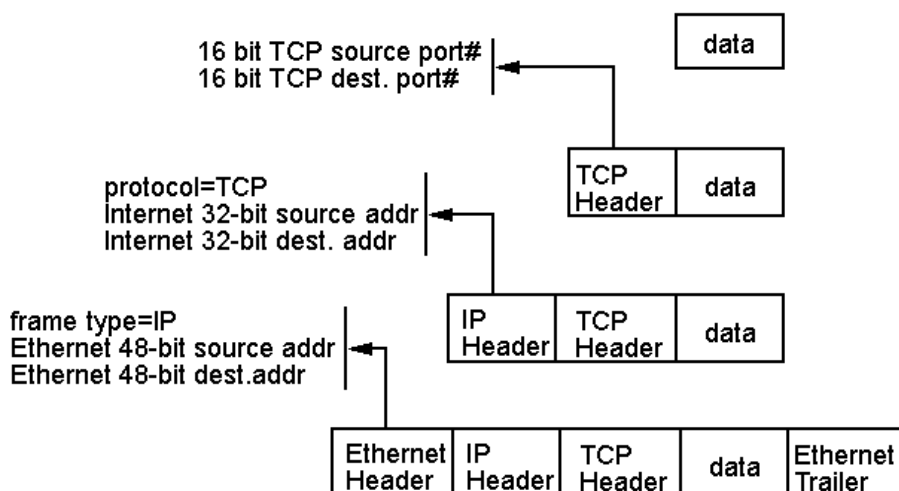 data
16 bit TCP source port#
16 bit TCP dest. port#
TCP
Header
data
protocol=TCP
Internet 32-bit source addr
Internet 32-bit dest. addr
IP
Header
TCP
Header
data
frame type=IP
Ethernet 48-bit source addr
Ethernet 48-bit dest.addr
Ethernet
Header
IP
Header
TCP
Header
data
Ethernet
Trailer